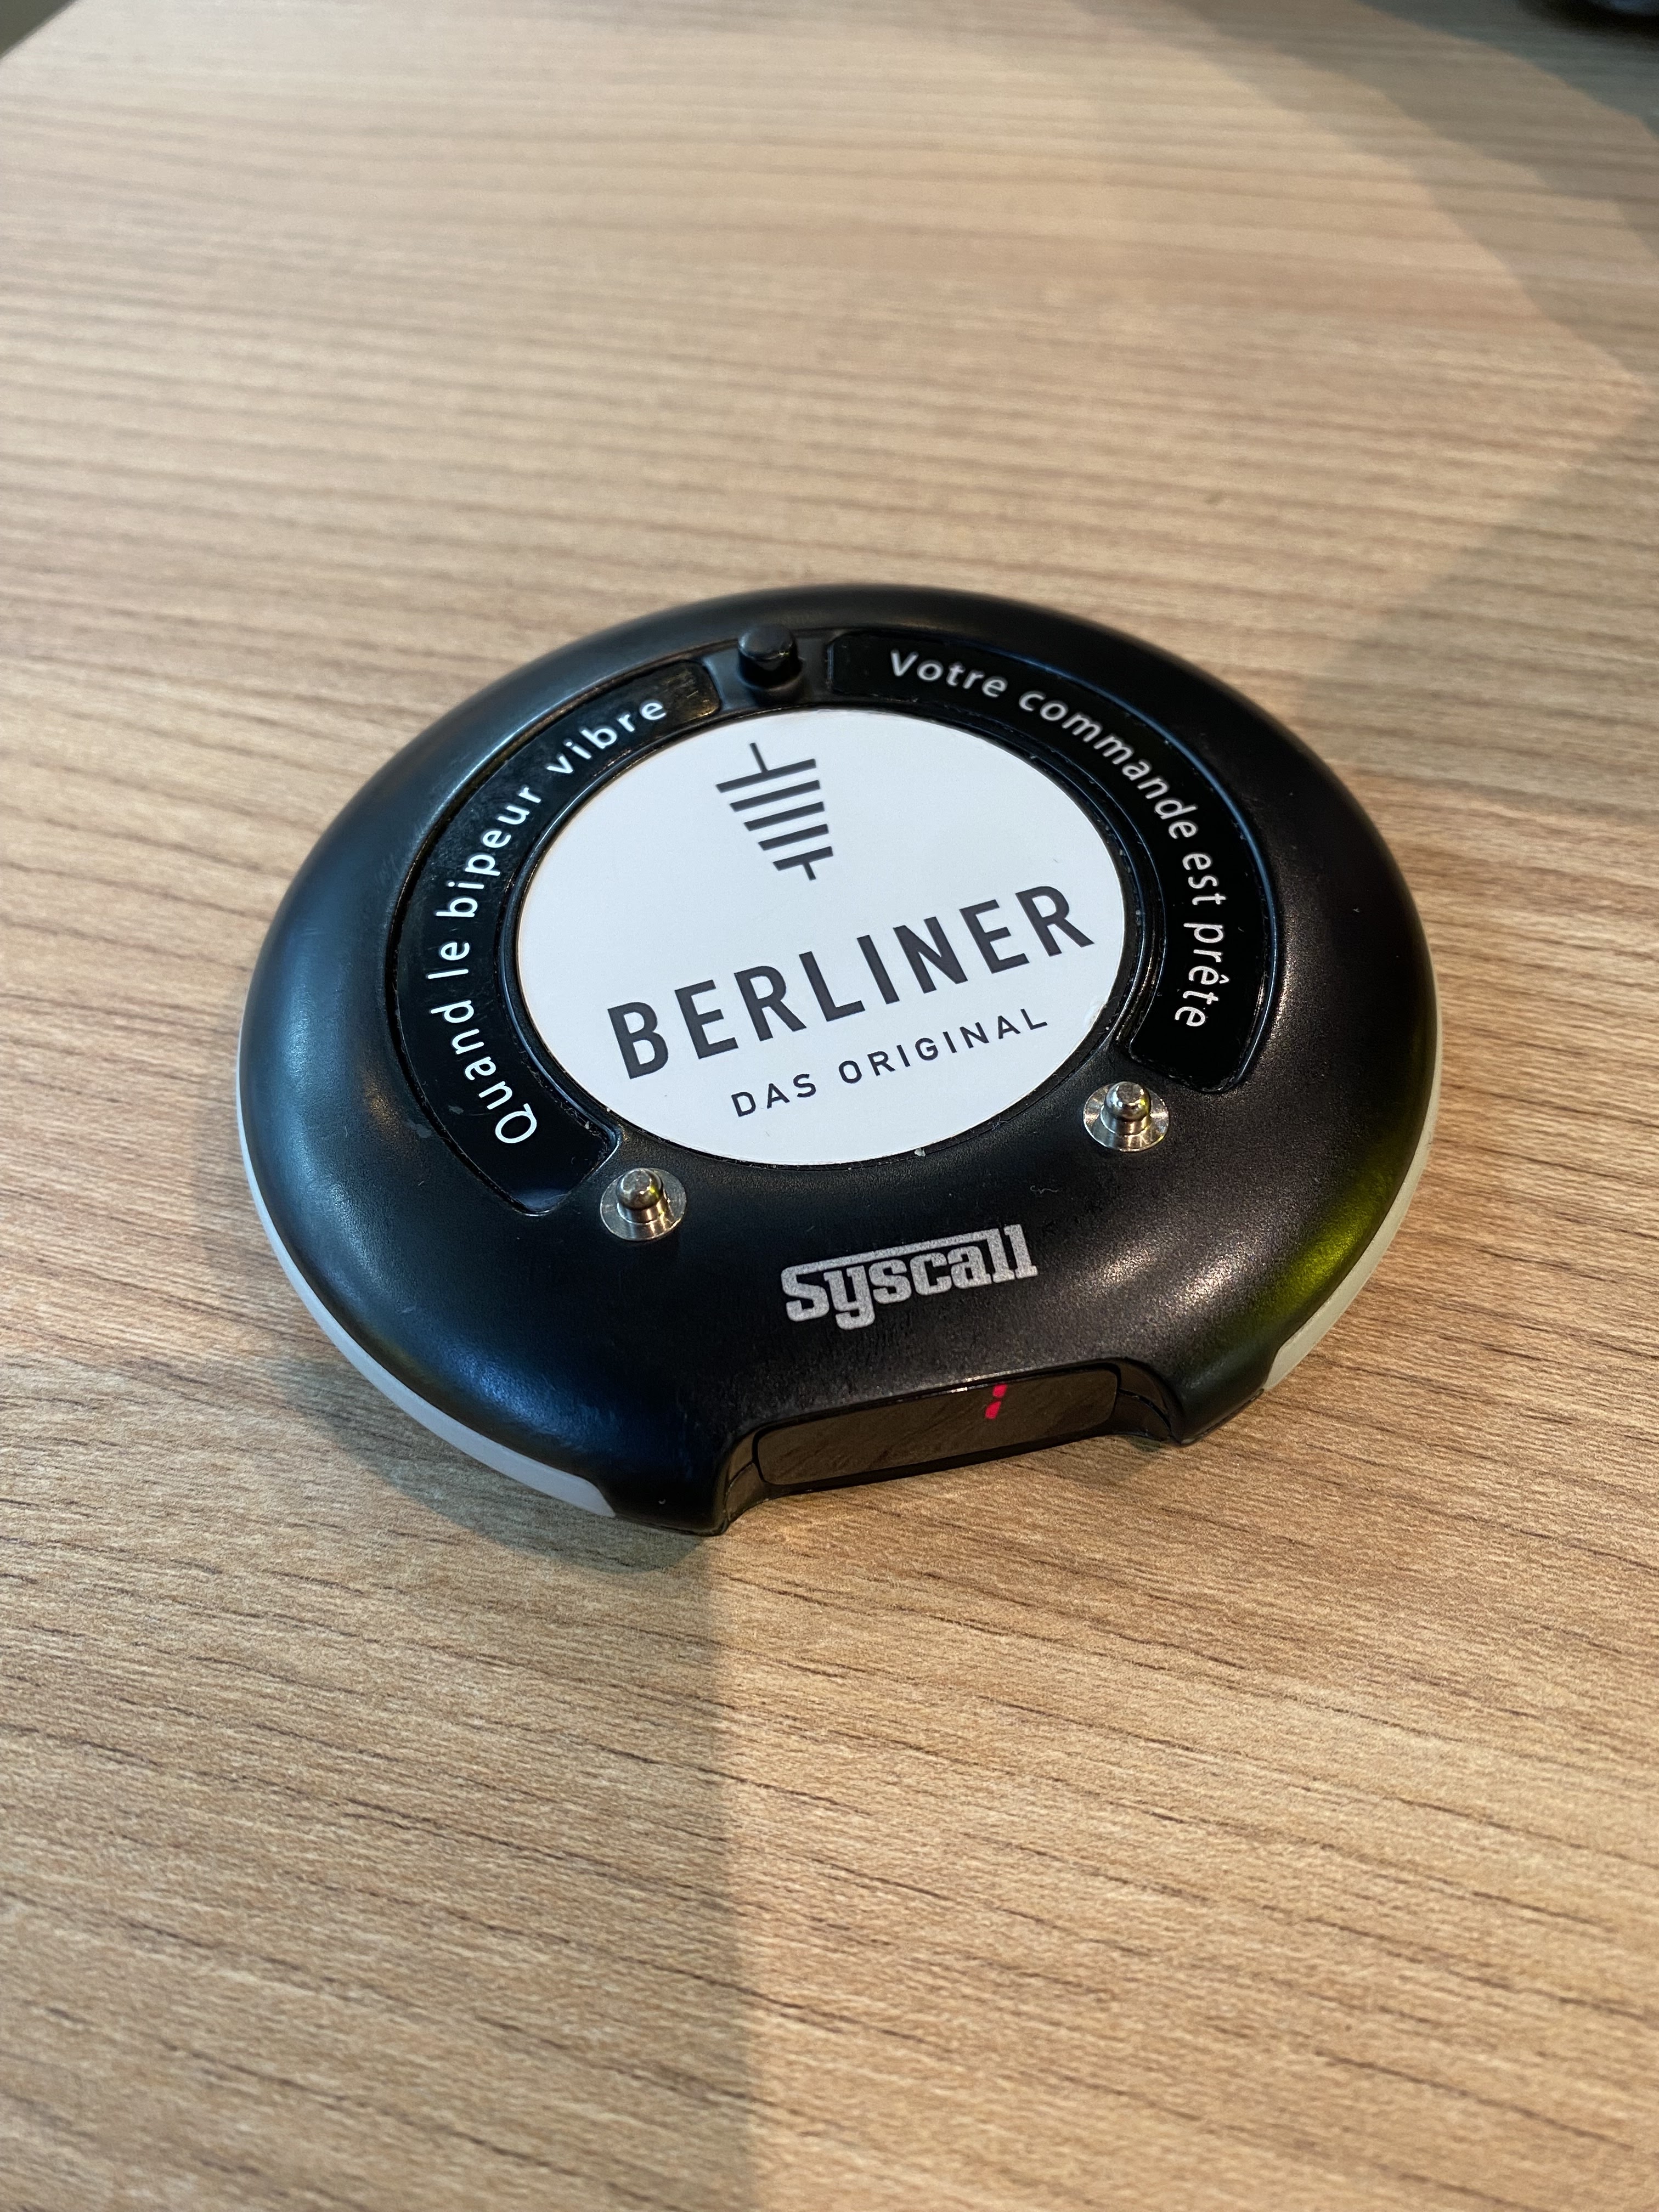 Quand le bipeur vibre
Votre commande est prête
BERLINER
DAS ORIGINAL
Syscall